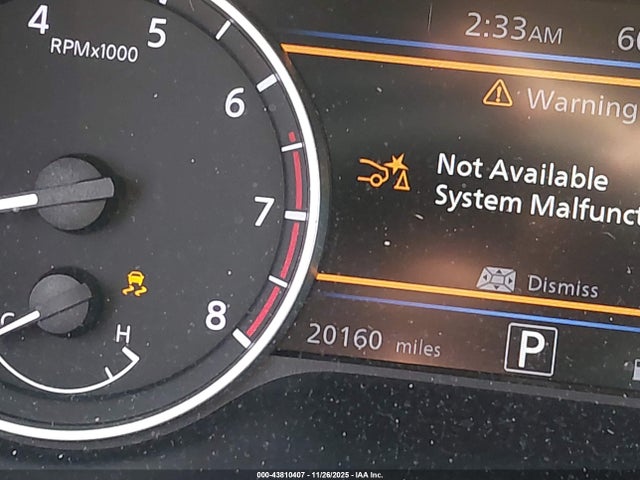 4
5
RPMx1000
6
7
8
C
H
2:33AM
Warning
Not Available
System Malfunct
Dismiss
20160 miles
P
000-43810407 - 11/26/2025 - IAA Inc.